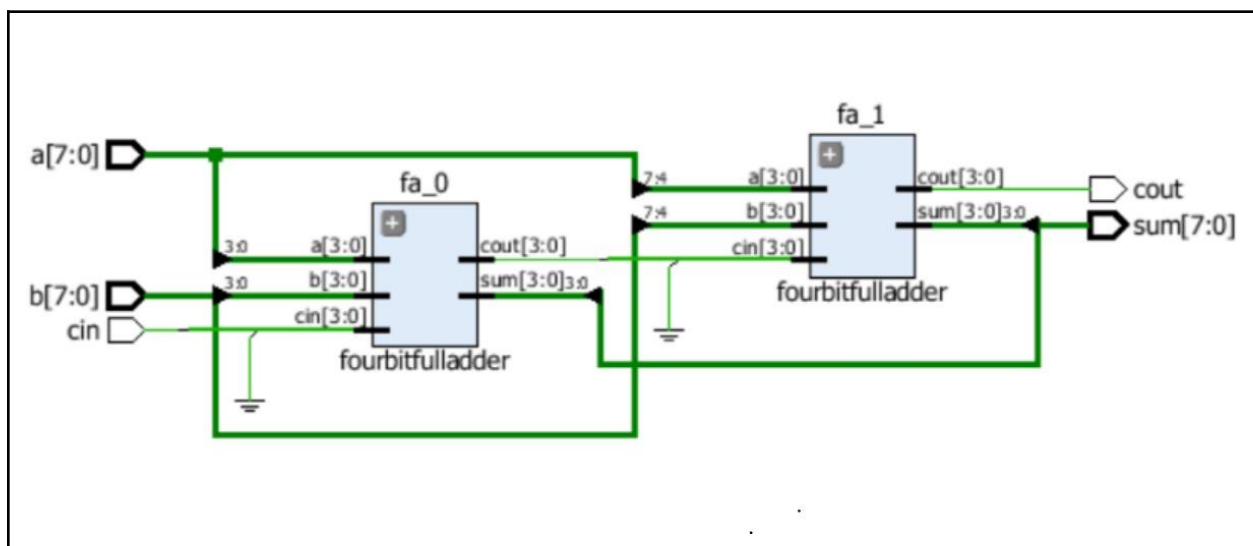 fa_1
a[7:0]
fa_0
7:4
a[3:0]
cout[3:0]
cout
7:4
b[3:0]
sum[3:0]
3:0
sum[7:0]
3:0
a[3:0]
cout[3:0]
cin[3:0]
b[7:0]
3:0
b[3:0]
sum[3:0]
3:0
fourbitfulladder
cin
cin[3:0]
fourbitfulladder